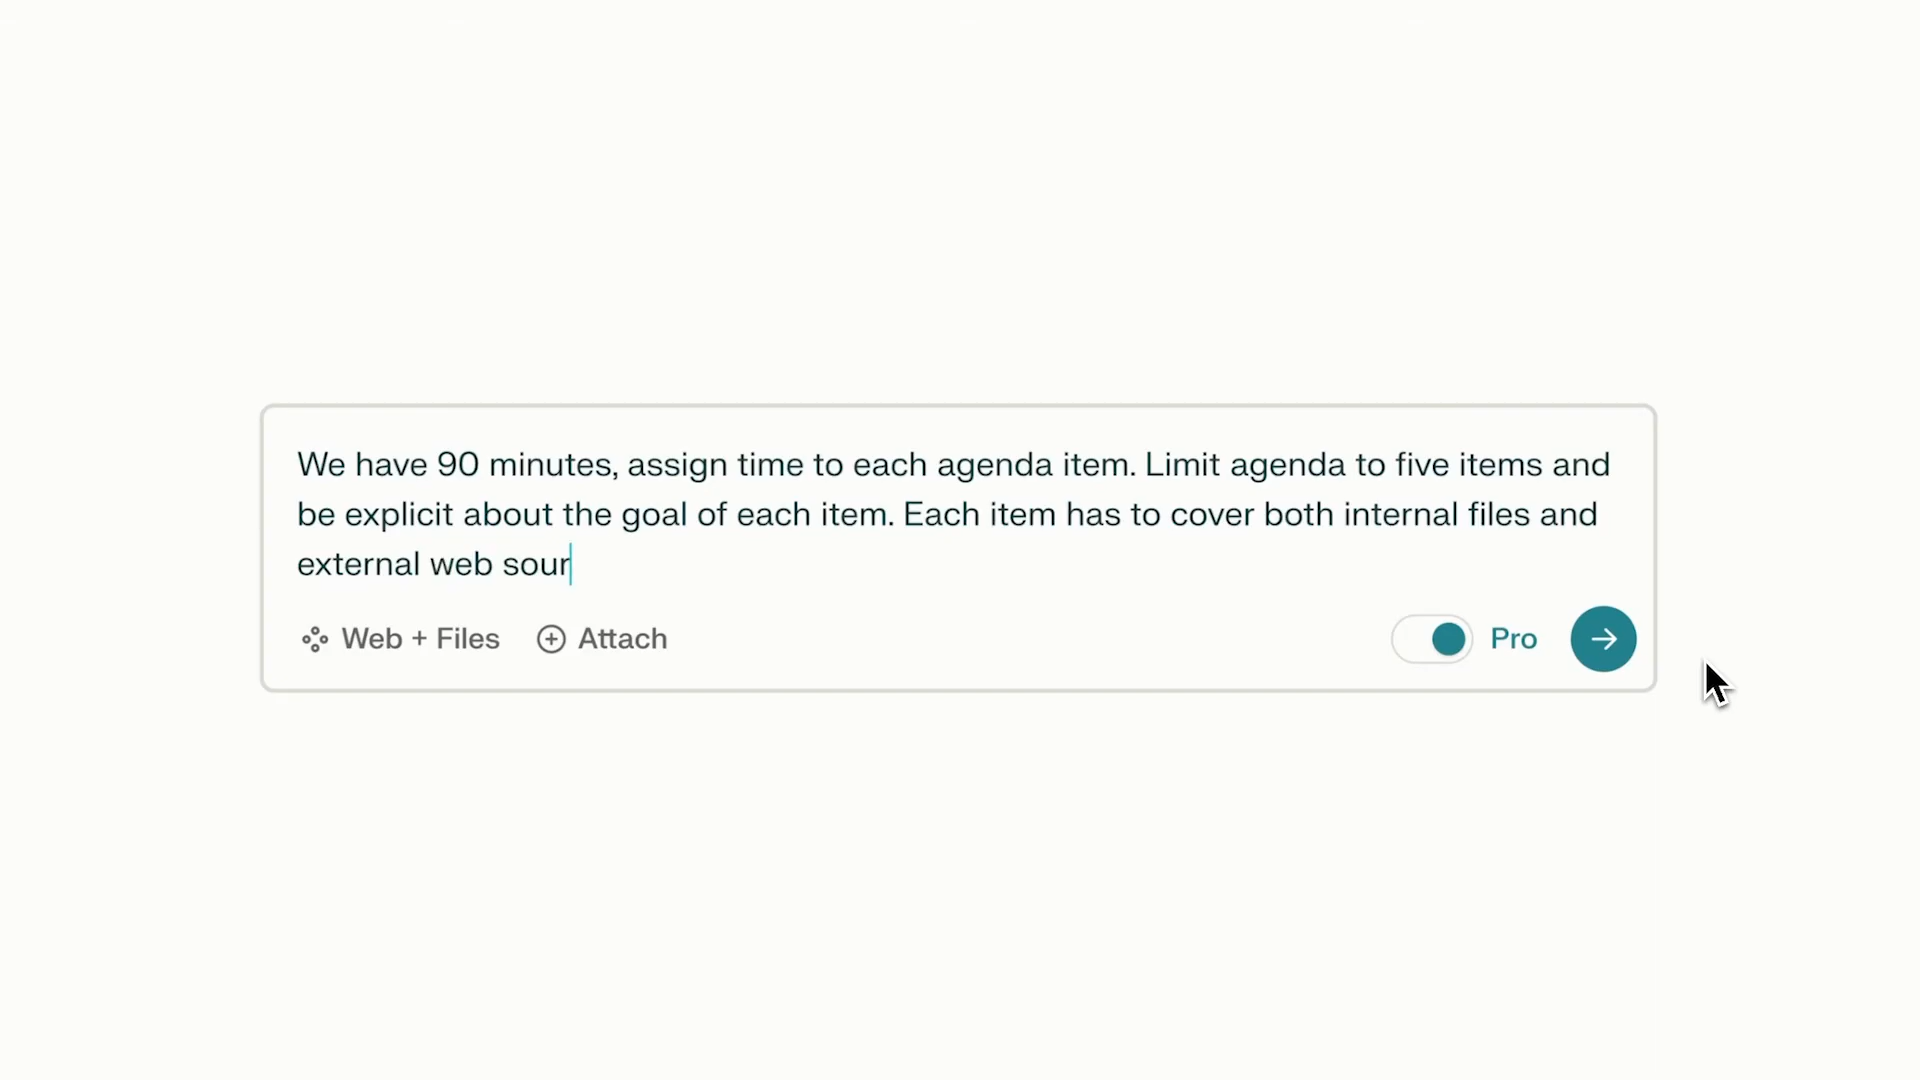 We have 90 minutes, assign time to each agenda item. Limit agenda to five items and
be explicit about the goal of each item. Each item has to cover both internal files and
external web sour
Web + Files
Attach
Pro